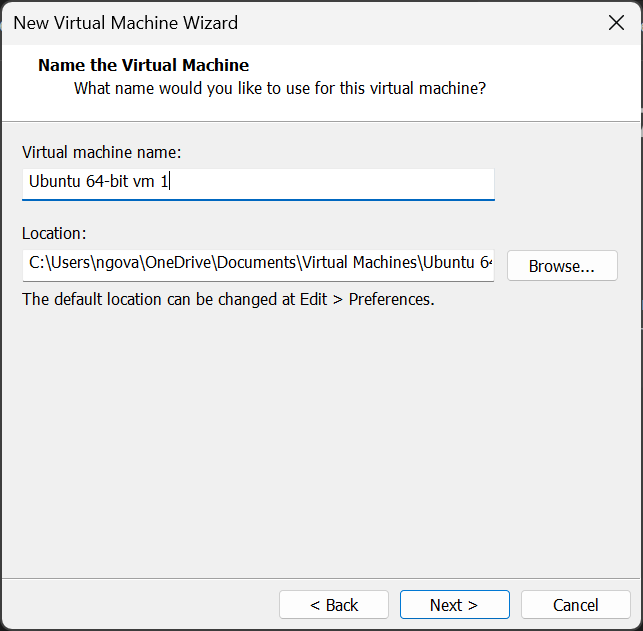 New Virtual Machine Wizard
Name the Virtual Machine
What name would you like to use for this virtual machine?
Virtual machine name:
Ubuntu 64-bit vm 1
Location:
C:\Users\ngova\OneDrive\Documents\Virtual Machines\Ubuntu 64
Browse...
The default location can be changed at Edit > Preferences.
< Back
Next >
Cancel